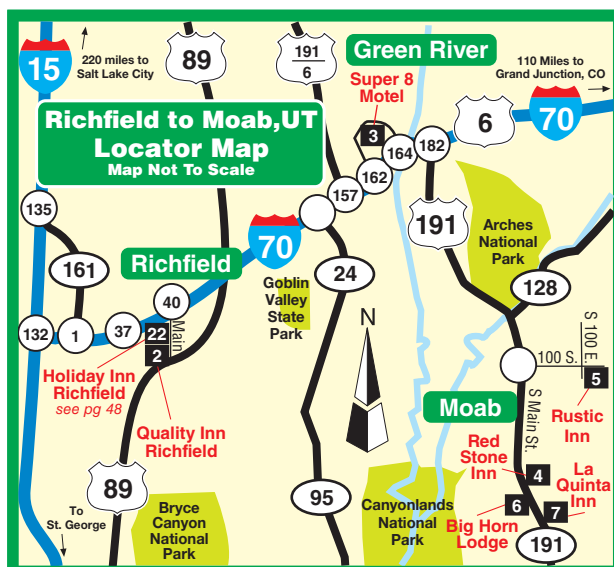 15
220 miles to
Salt Lake City
89
191
6
Green River
Super 8
Motel
3
110 Miles to
Grand Junction, CO
6
70
Richfield to Moab,UT
Locator Map
Map Not To Scale
164
182
162
157
135
191
Arches
National
Park
161
Richfield
70
24
128
Goblin
Valley
State
Park
40
N
132
1
37
22
Main
2
S 100 E.
100 S.
5
Holiday Inn
Richfield
see pg 48
Moab
S Main St.
Rustic
Inn
Quality Inn
Richfield
Red
Stone
Inn
4
La
Quinta
Inn
89
95
Canyonlands
National
Park
6
7
Big Horn
Lodge
To
St. George
Bryce
Canyon
National
Park
191